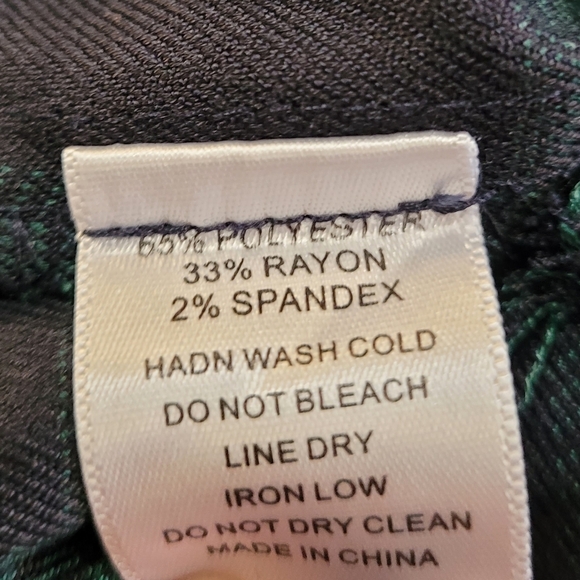 65% POLYESTER
33% RAYON
2% SPANDEX
HADN WASH COLD
DO NOT BLEACH
LINE DRY
IRON LOW
DO NOT DRY CLEAN
MADE IN CHINA